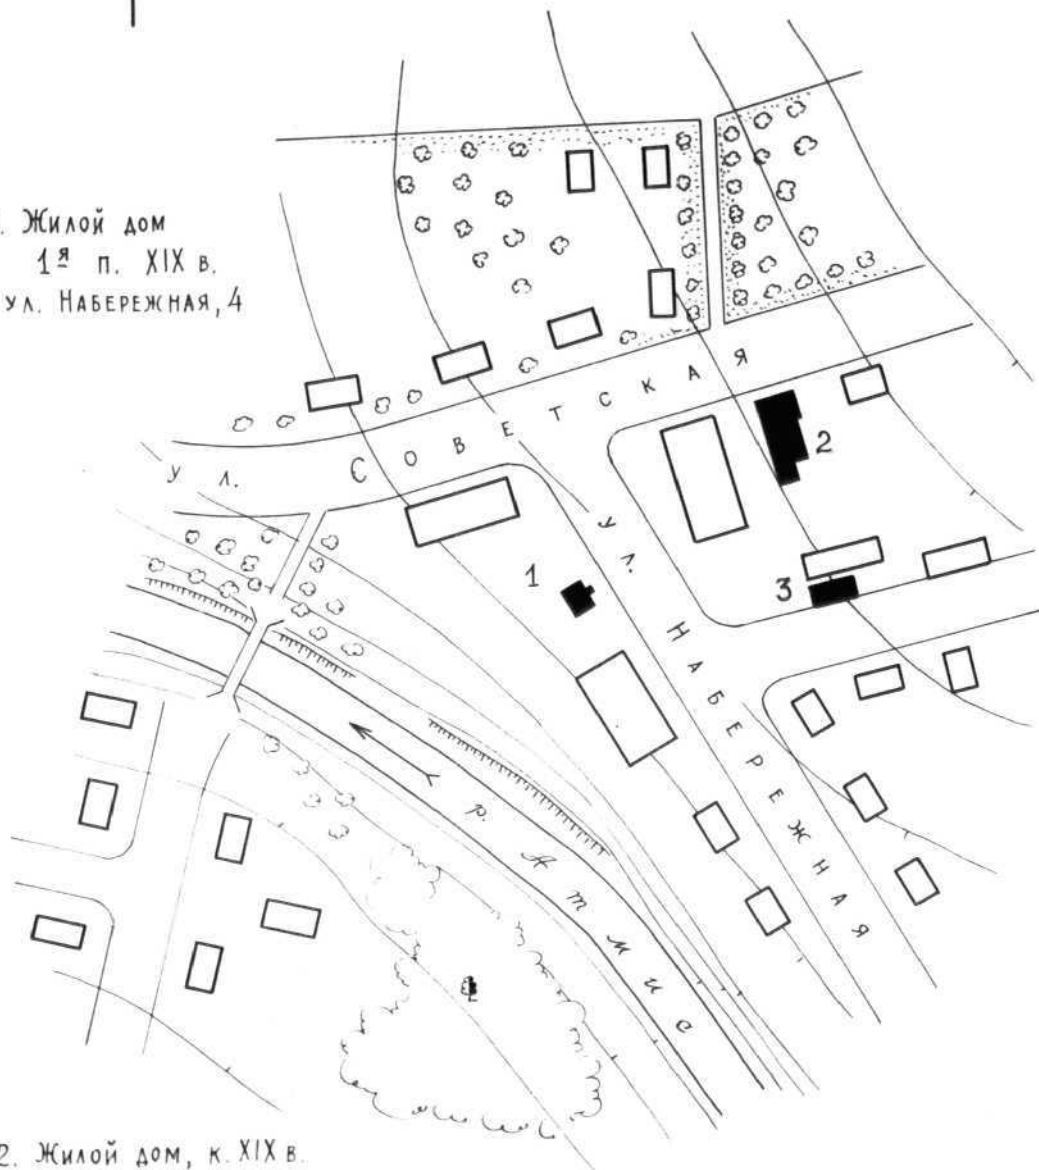 . Жилой дом
1я п. XIX в.
ул. Набережная, 4
ул. Советская
2
1
ул. Набережная
3
р. Атмис
2. Жилой дом, к. XIX в.